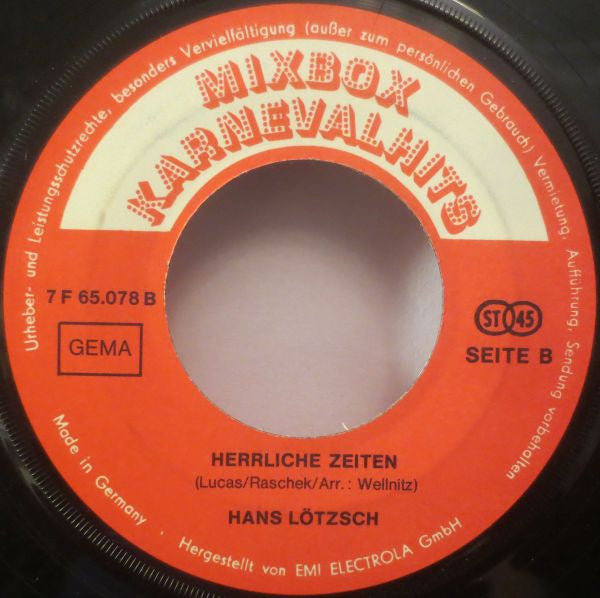 Urheber- und Leistungsschutzrechte, besonders Vervielfältigung (außer zum persönlichen Gebrauch) Vermietung, Aufführung, Sendung vorbehalten
MIXBOX
KARNEVALHITS
7 F 65.078 B
GEMA
ST 45
SEITE B
HERRLICHE ZEITEN
(Lucas/Raschek/Arr.: Wellnitz)
HANS LÖTZSCH
Made in Germany · Hergestellt von EMI ELECTROLA GmbH